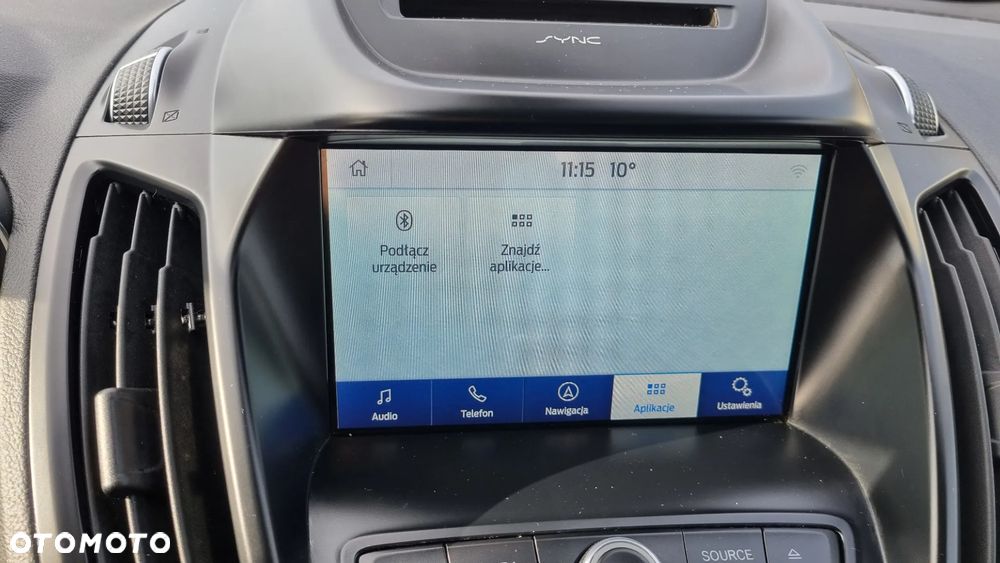 SYNC
11:15 10°
Podłącz
urządzenie
Znajdź
aplikacje...
Audio
Telefon
Nawigacja
Aplikacje
Ustawienia
SOURCE
OTOMOTO